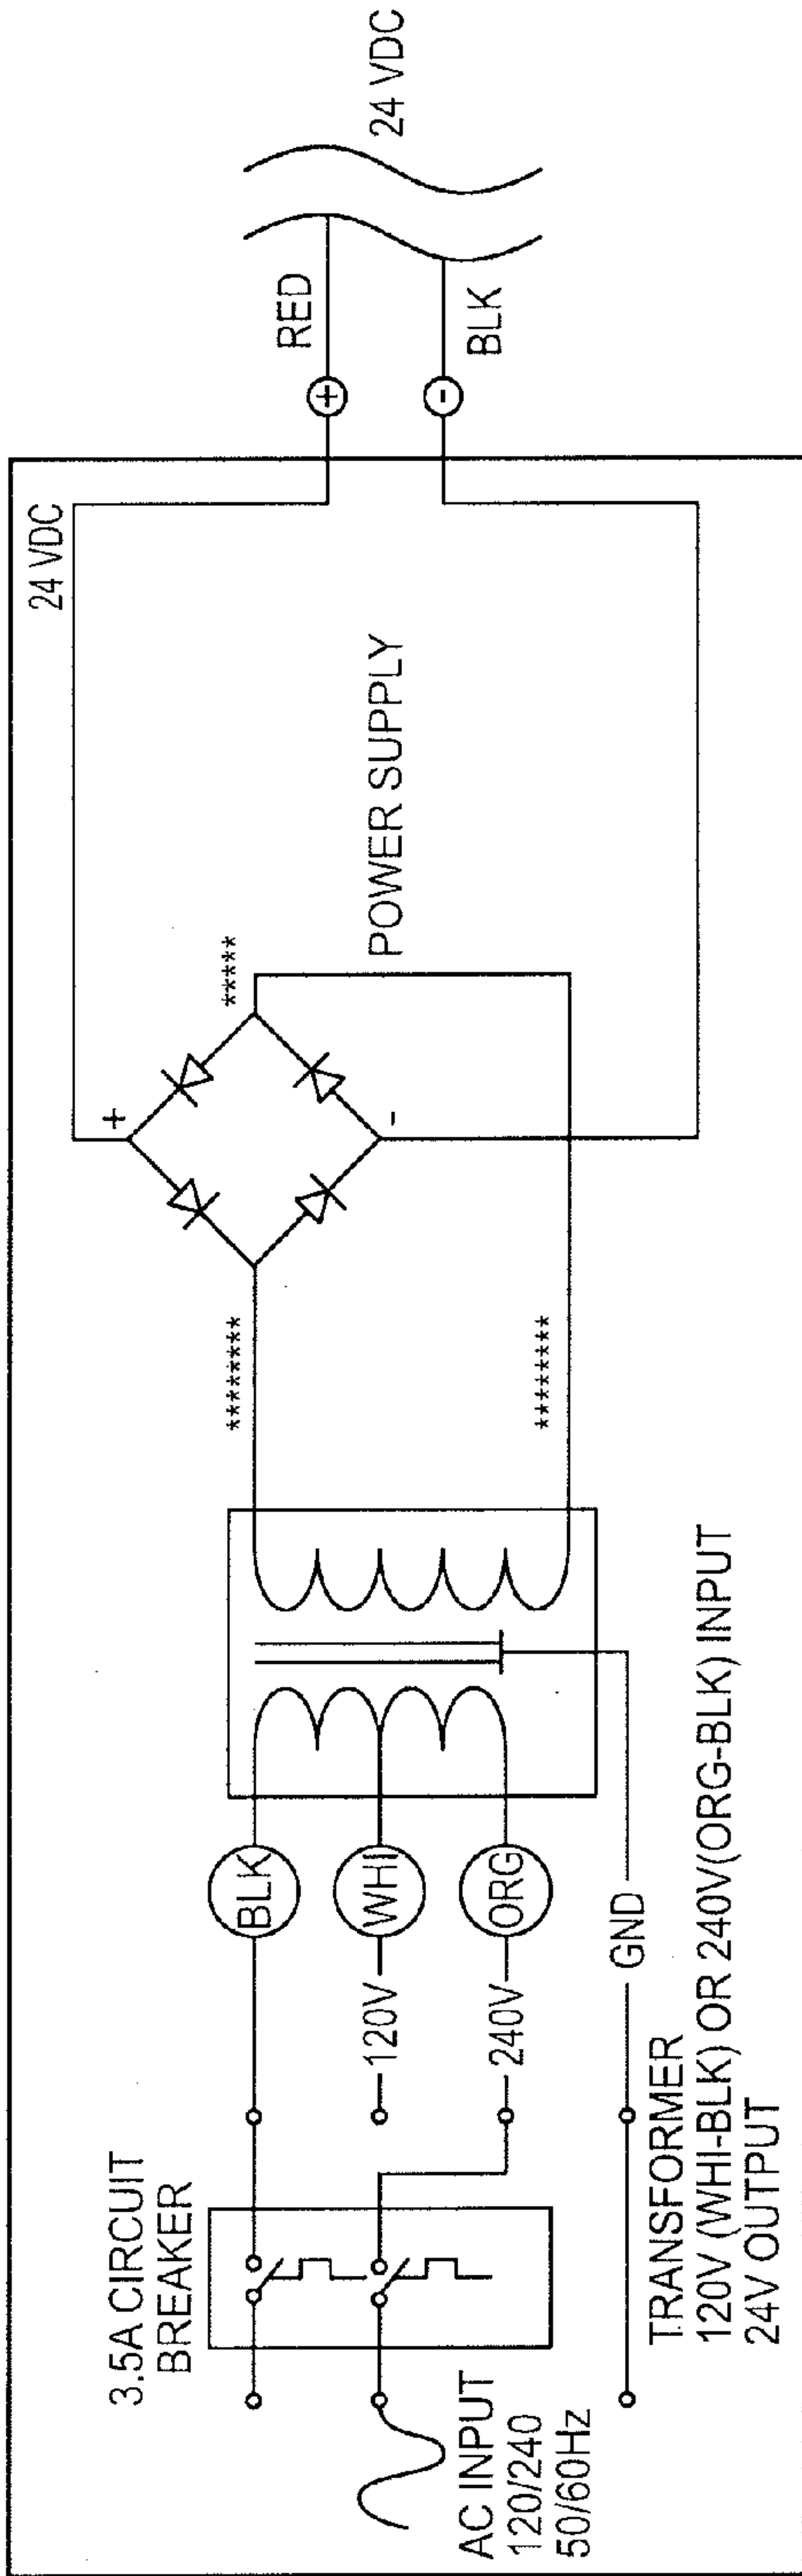 3.5A CIRCUIT
BREAKER
AC INPUT
120/240
50/60Hz
BLK
WHI
ORG
120V
240V
GND
TRANSFORMER
120V (WHI-BLK) OR 240V(ORG-BLK) INPUT
24V OUTPUT
*********
*********
*****
+
-
POWER SUPPLY
24 VDC
+
-
RED
BLK
24 VDC